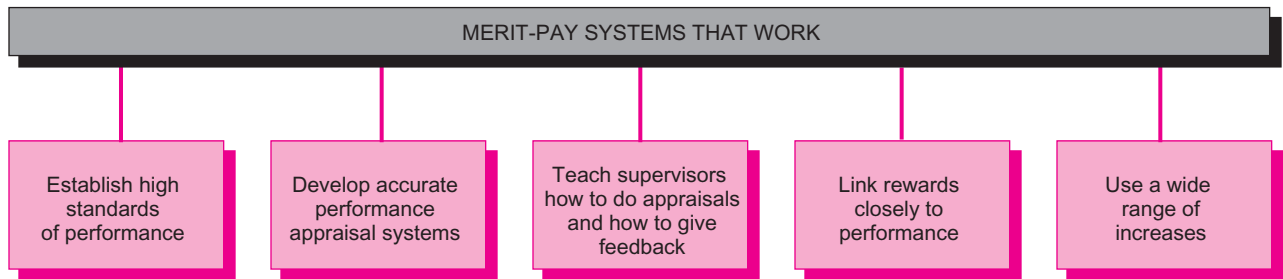 MERIT-PAY SYSTEMS THAT WORK
Establish high
standards
of performance
Develop accurate
performance
appraisal systems
Teach supervisors
how to do appraisals
and how to give
feedback
Link rewards
closely to
performance
Use a wide
range of
increases